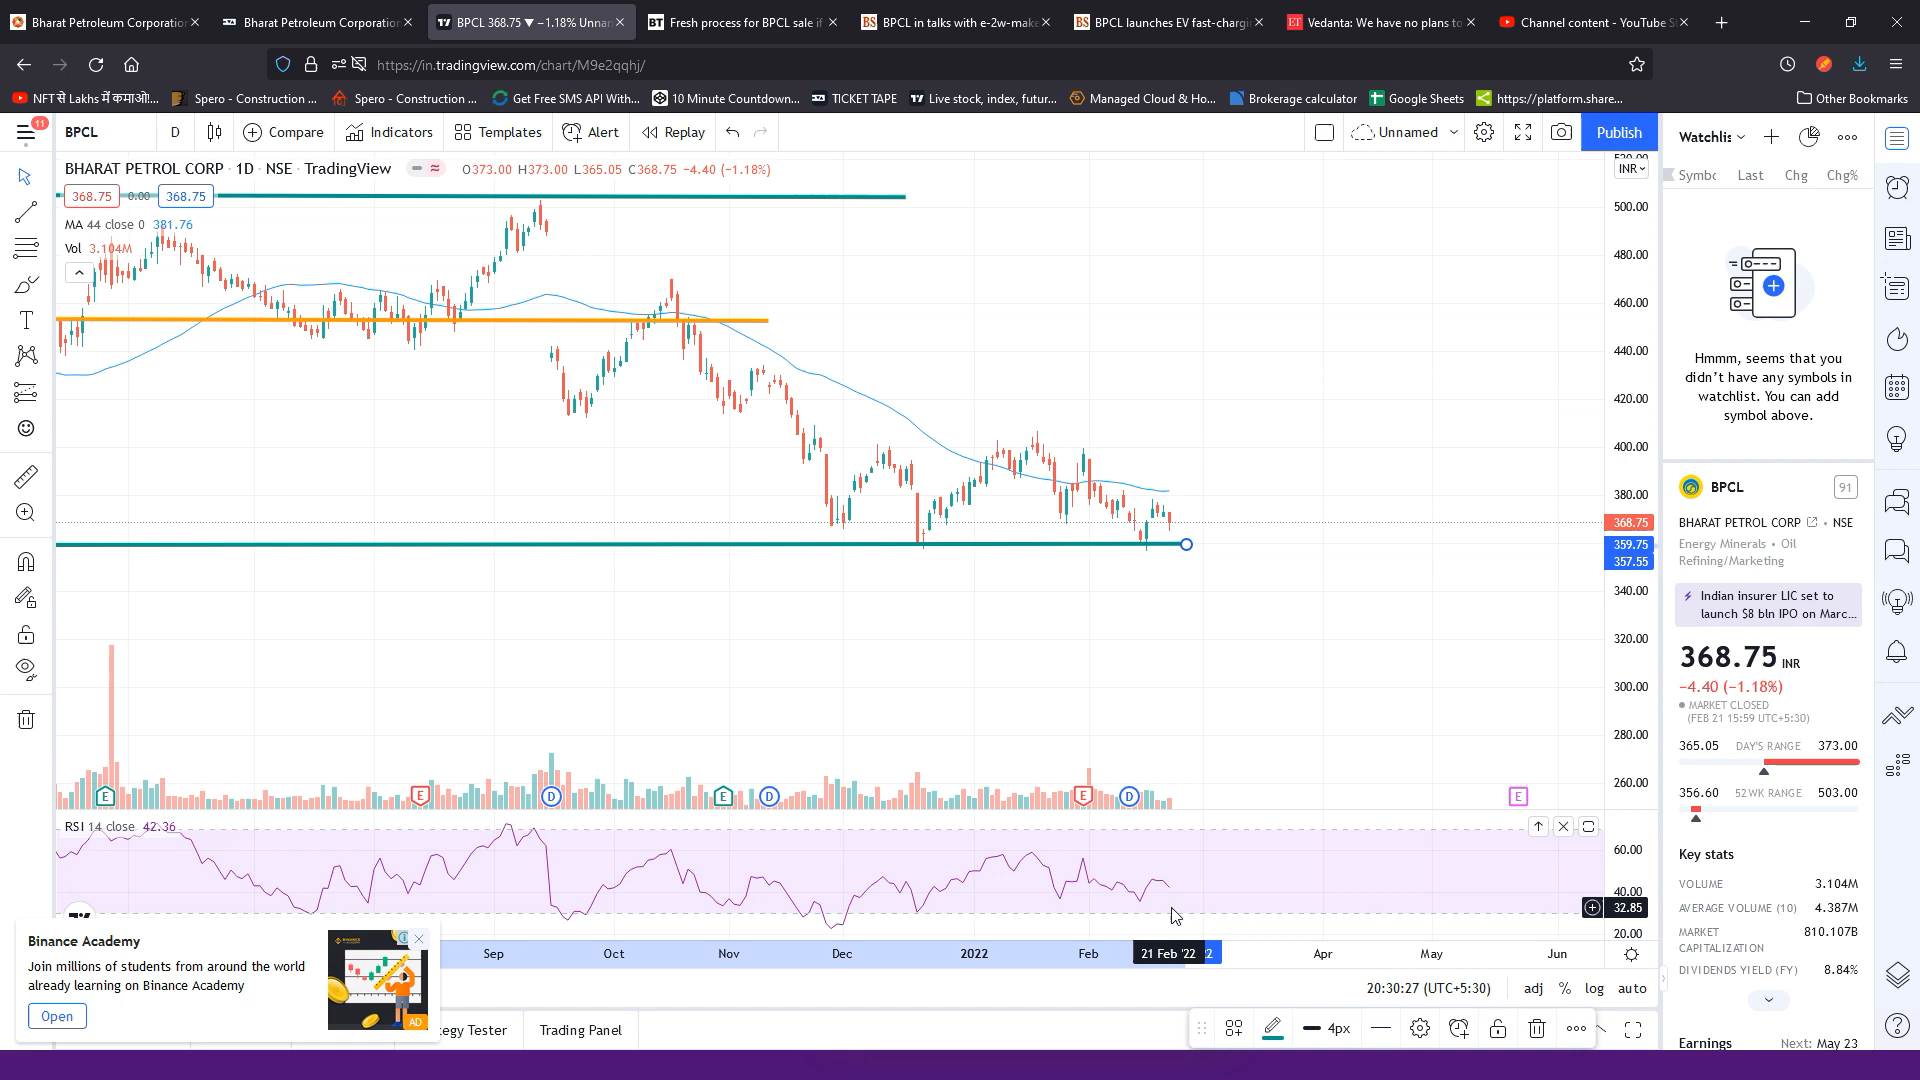 Bharat Petroleum Corporation
Bharat Petroleum Corporation
BPCL 368.75 ▼ −1.18% Unnam
Fresh process for BPCL sale if
BPCL in talks with e-2w-make
BPCL launches EV fast-chargi
Vedanta: We have no plans to
Channel content - YouTube S
https://in.tradingview.com/chart/M9e2qqhj/
NFT से Lakhs में कमाओ!...
Spero - Construction ...
Spero - Construction ...
Get Free SMS API With...
10 Minute Countdown...
TICKET TAPE
Live stock, index, futur...
Managed Cloud & Ho...
Brokerage calculator
Google Sheets
https://platform.share...
Other Bookmarks
11
BPCL
D
Compare
Indicators
Templates
Alert
Replay
Unnamed
Publish
Watchlis
Symbc Last Chg Chg%
BHARAT PETROL CORP · 1D · NSE · TradingView
O373.00 H373.00 L365.05 C368.75 −4.40 (−1.18%)
368.75 0.00 368.75
MA 44 close 0 381.76
Vol 3.104M
520.00
INR
500.00
480.00
460.00
440.00
420.00
400.00
380.00
368.75
359.75
357.55
340.00
320.00
300.00
280.00
260.00
E
E
D
E
D
E
D
E
RSI 14 close 42.36
60.00
40.00
32.85
20.00
Sep
Oct
Nov
Dec
2022
Feb
21 Feb '22
Apr
May
Jun
20:30:27 (UTC+5:30)
adj % log auto
tegy Tester
Trading Panel
4px
Binance Academy
Join millions of students from around the world
already learning on Binance Academy
Open
AD
Hmmm, seems that you
didn't have any symbols in
watchlist. You can add
symbol above.
BPCL
91
BHARAT PETROL CORP • NSE
Energy Minerals • Oil
Refining/Marketing
Indian insurer LIC set to
launch $8 bln IPO on Marc...
368.75 INR
−4.40 (−1.18%)
MARKET CLOSED
(FEB 21 15:59 UTC+5:30)
365.05 DAY'S RANGE 373.00
356.60 52WK RANGE 503.00
Key stats
VOLUME 3.104M
AVERAGE VOLUME (10) 4.387M
MARKET
CAPITALIZATION 810.107B
DIVIDENDS YIELD (FY) 8.84%
Earnings Next: May 23